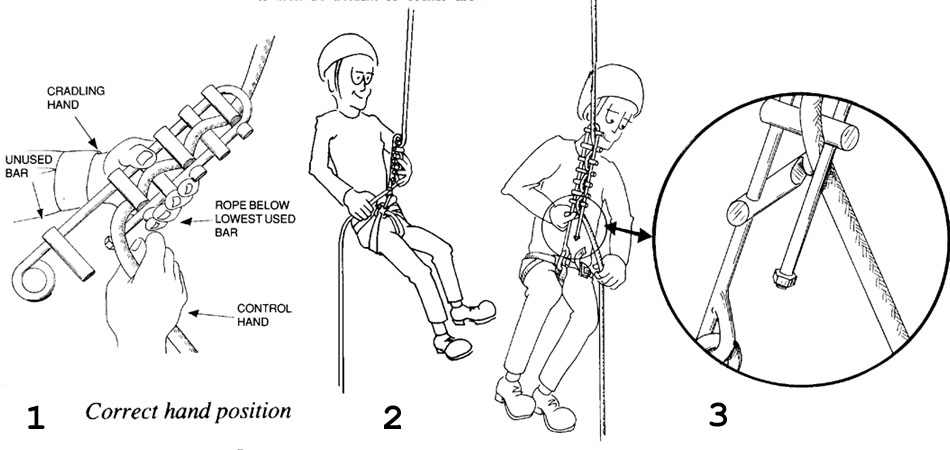 CRADLING
HAND
UNUSED
BAR
ROPE BELOW
LOWEST USED
BAR
CONTROL
HAND
1
Correct hand position
2
3